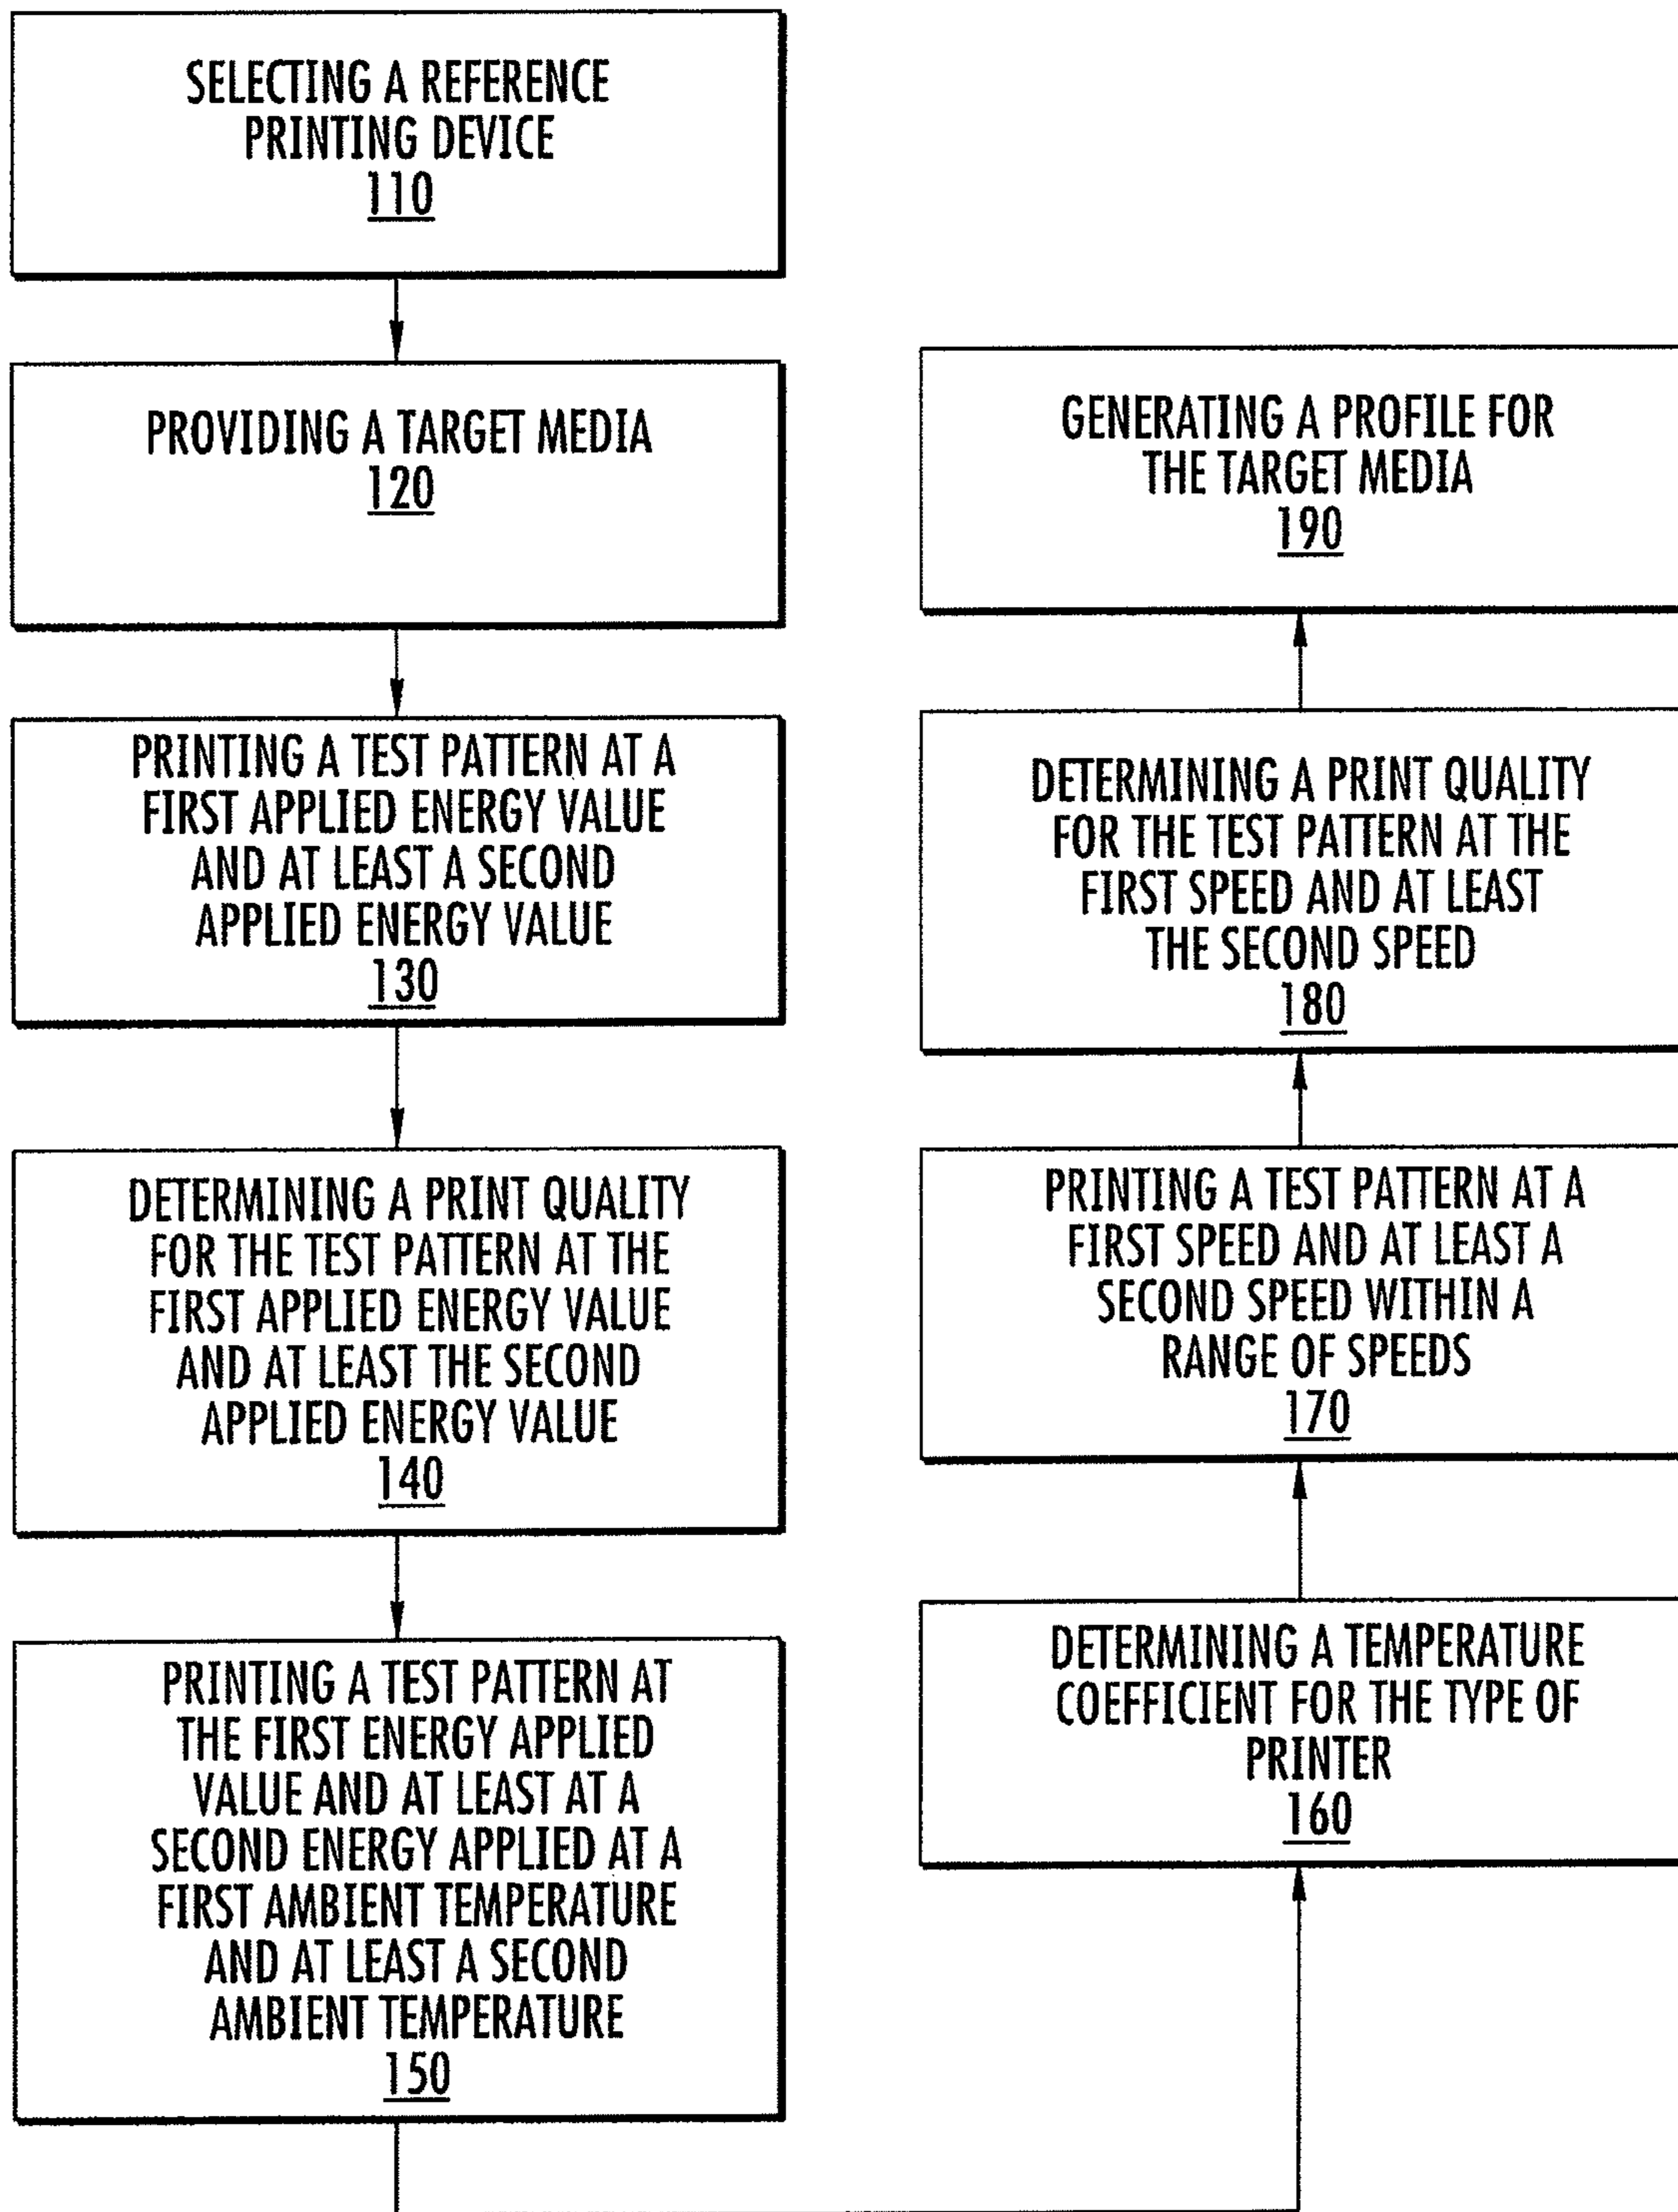 SELECTING A REFERENCE
PRINTING DEVICE
110
PROVIDING A TARGET MEDIA
120
PRINTING A TEST PATTERN AT A
FIRST APPLIED ENERGY VALUE
AND AT LEAST A SECOND
APPLIED ENERGY VALUE
130
DETERMINING A PRINT QUALITY
FOR THE TEST PATTERN AT THE
FIRST APPLIED ENERGY VALUE
AND AT LEAST THE SECOND
APPLIED ENERGY VALUE
140
PRINTING A TEST PATTERN AT
THE FIRST ENERGY APPLIED
VALUE AND AT LEAST AT A
SECOND ENERGY APPLIED AT A
FIRST AMBIENT TEMPERATURE
AND AT LEAST A SECOND
AMBIENT TEMPERATURE
150
DETERMINING A TEMPERATURE
COEFFICIENT FOR THE TYPE OF
PRINTER
160
PRINTING A TEST PATTERN AT A
FIRST SPEED AND AT LEAST A
SECOND SPEED WITHIN A
RANGE OF SPEEDS
170
DETERMINING A PRINT QUALITY
FOR THE TEST PATTERN AT THE
FIRST SPEED AND AT LEAST
THE SECOND SPEED
180
GENERATING A PROFILE FOR
THE TARGET MEDIA
190